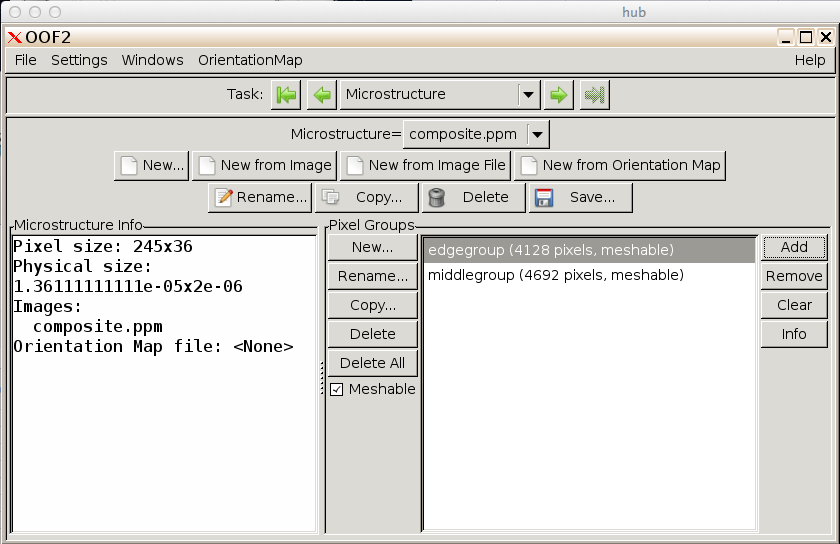 hub
OOF2
File Settings Windows OrientationMap Help
Task: Microstructure
Microstructure= composite.ppm
New... New from Image New from Image File New from Orientation Map
Rename... Copy... Delete Save...
Microstructure Info
Pixel size: 245x36
Physical size:
1.36111111111e-05x2e-06
Images:
composite.ppm
Orientation Map file: <None>
Pixel Groups
New...
Rename...
Copy...
Delete
Delete All
Meshable
edgegroup (4128 pixels, meshable)
middlegroup (4692 pixels, meshable)
Add
Remove
Clear
Info